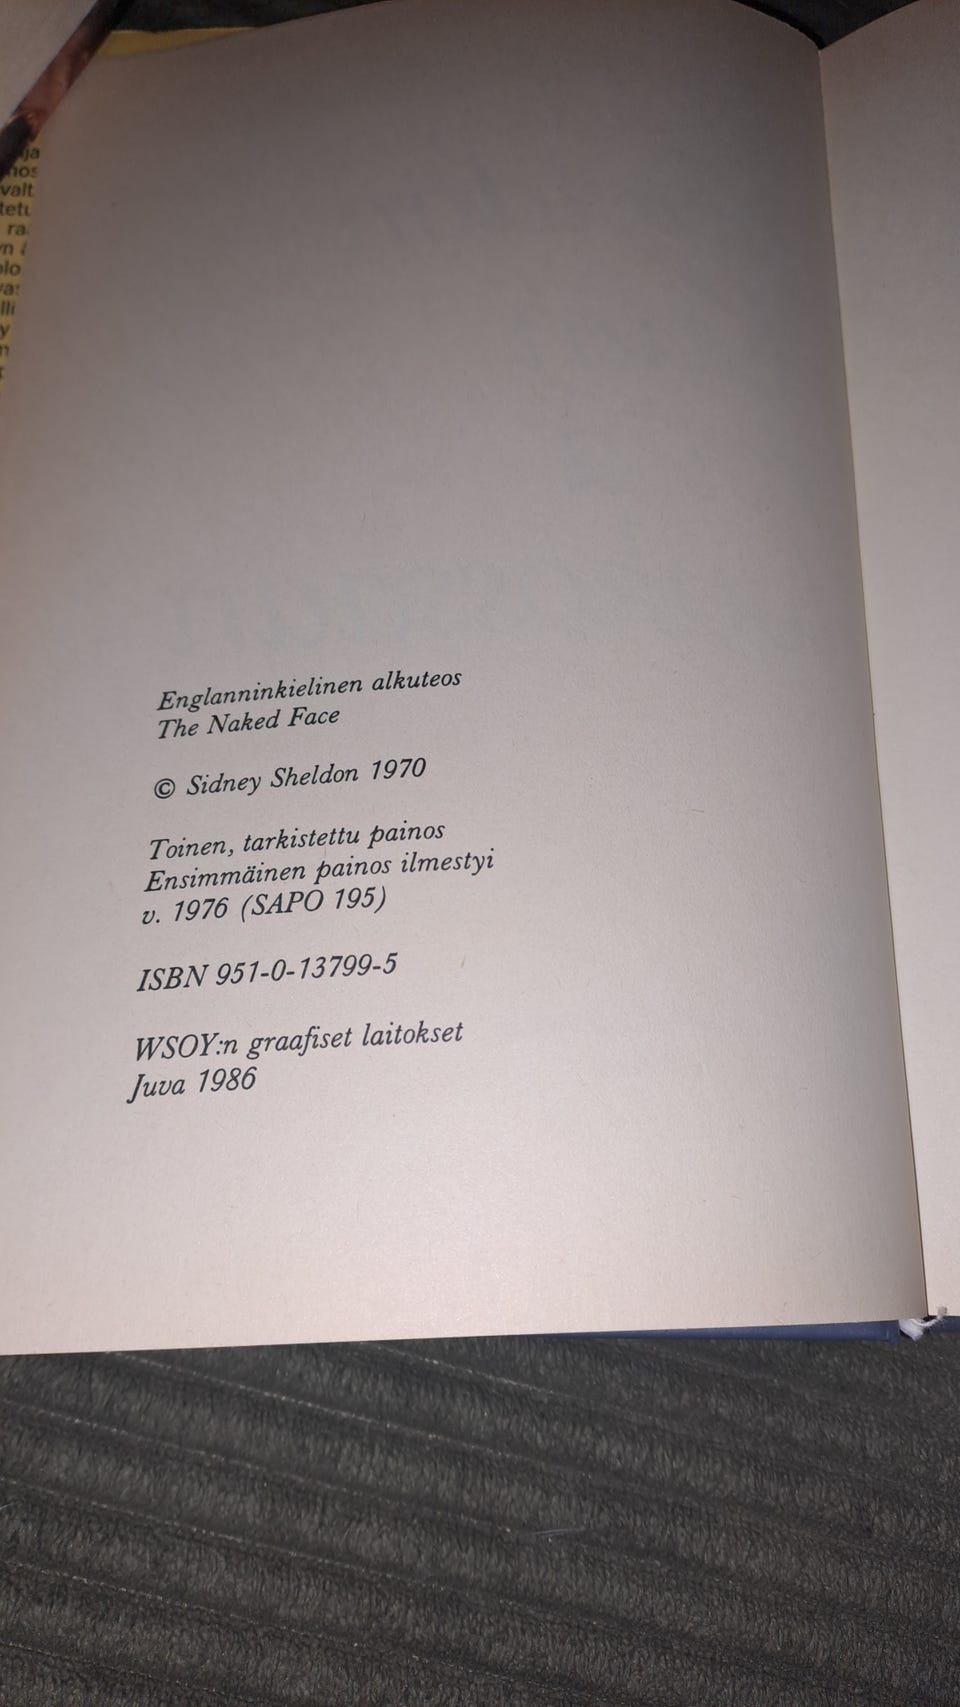 Englanninkielinen alkuteos
The Naked Face
© Sidney Sheldon 1970
Toinen, tarkistettu painos
Ensimmäinen painos ilmestyi
v. 1976 (SAPO 195)
ISBN 951-0-13799-5
WSOY:n graafiset laitokset
Juva 1986